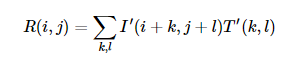 R(i, j) = ∑_{k,l} I′(i + k, j + l)T′(k, l)